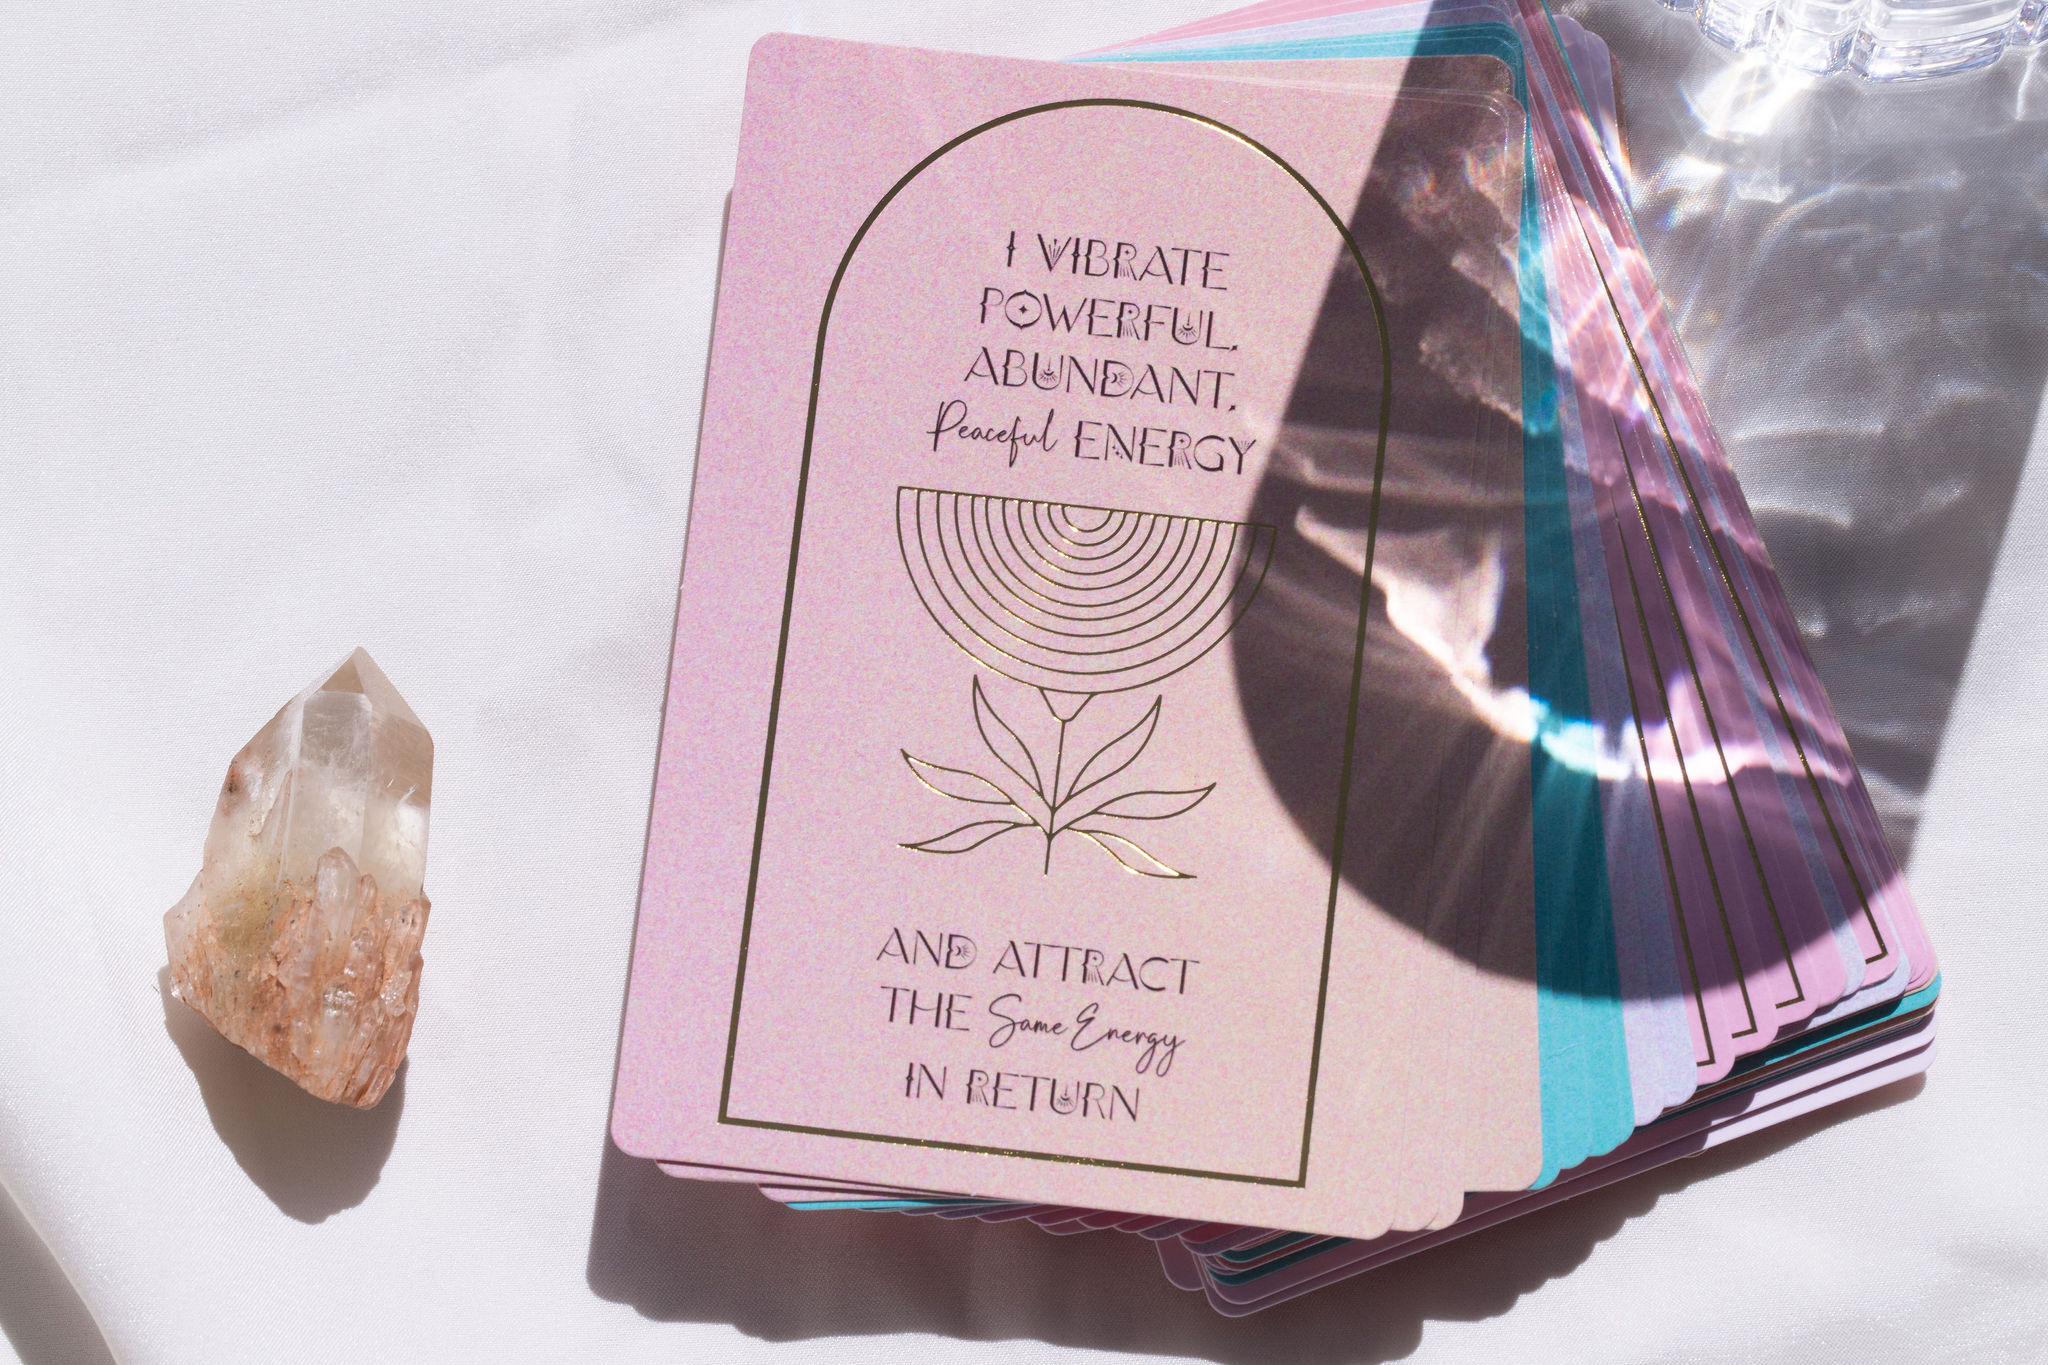 I VIBRATE
POWERFUL,
ABUNDANT,
Peaceful ENERGY
AND ATTRACT
THE Same Energy
IN RETURN